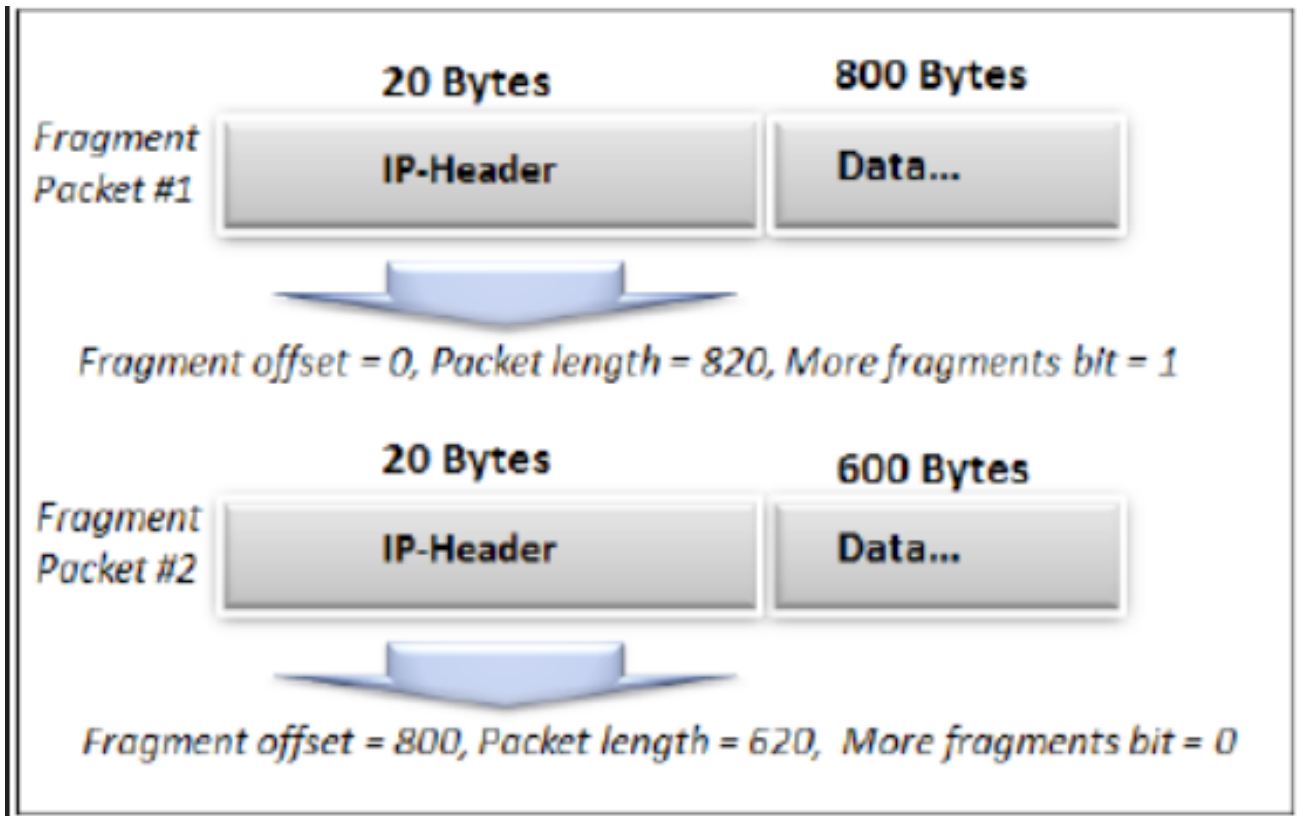 20 Bytes
800 Bytes
Fragment
Packet #1
IP-Header
Data...
Fragment offset = 0, Packet length = 820, More fragments bit = 1
20 Bytes
600 Bytes
Fragment
Packet #2
IP-Header
Data...
Fragment offset = 800, Packet length = 620, More fragments bit = 0